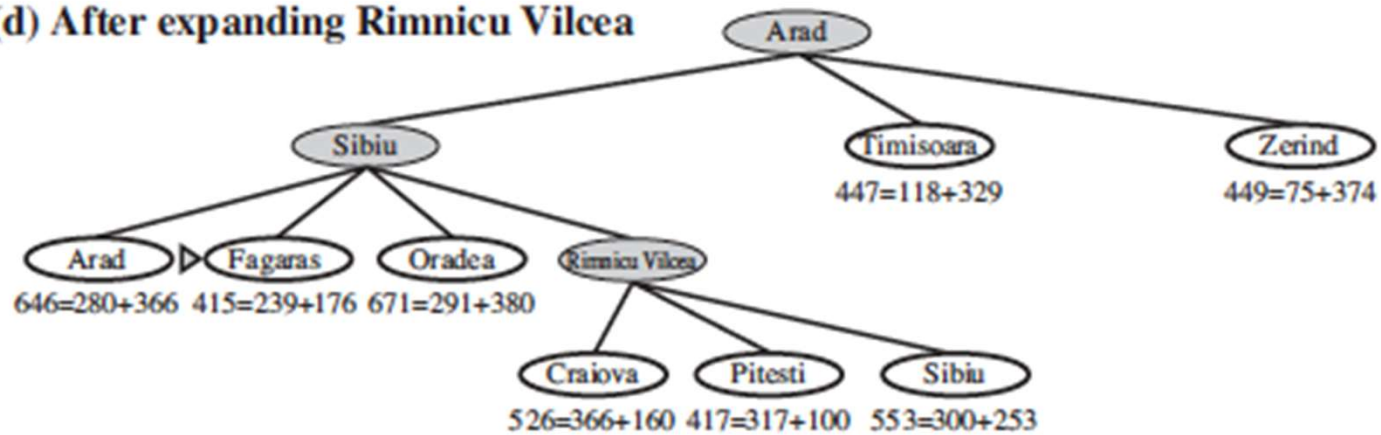 (d) After expanding Rimnicu Vilcea
Arad
Sibiu
Timisoara
Zerind
447=118+329
449=75+374
Arad
Fagaras
Oradea
Rimnicu Vilcea
646=280+366
415=239+176
671=291+380
Craiova
Pitesti
Sibiu
526=366+160
417=317+100
553=300+253